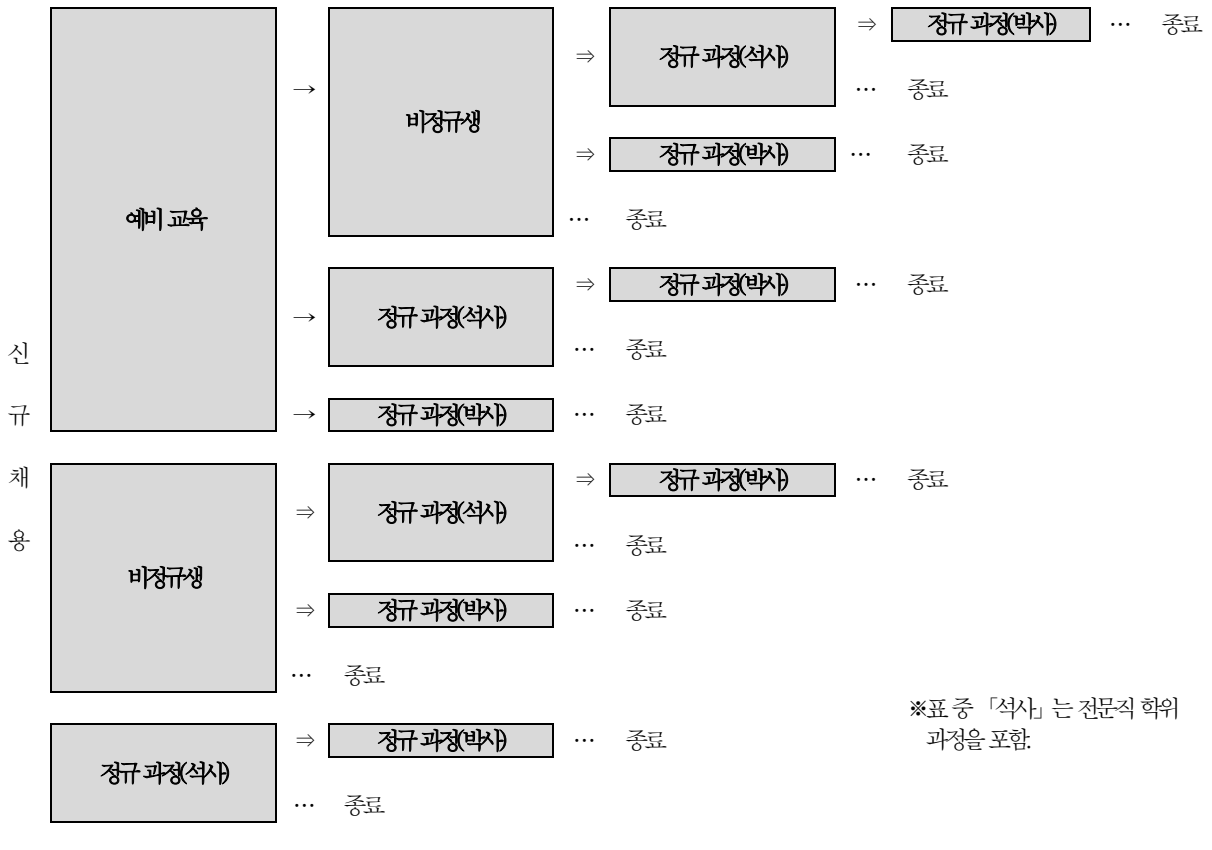 ⇒ 정규 과정(박사) … 종료
⇒ 정규 과정(석사)
… 종료
→ 비정규생
⇒ 정규 과정(박사) … 종료
… 종료
예비 교육
⇒ 정규 과정(박사) … 종료
→ 정규 과정(석사)
… 종료
→ 정규 과정(박사) … 종료
신
규
채
용
⇒ 정규 과정(박사) … 종료
⇒ 정규 과정(석사)
… 종료
비정규생
⇒ 정규 과정(박사) … 종료
… 종료
⇒ 정규 과정(박사) … 종료
정규 과정(석사)
… 종료
※표 중 「석사」는 전문직 학위
과정을 포함.